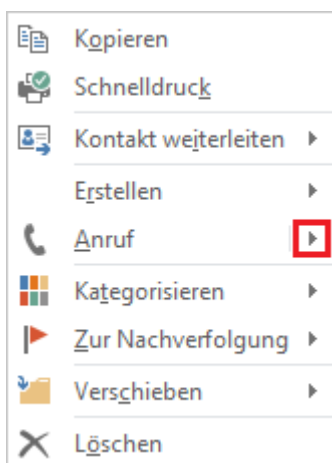 Kopieren
Schnelldruck
Kontakt weiterleiten
Erstellen
Anruf
Kategorisieren
Zur Nachverfolgung
Verschieben
Löschen